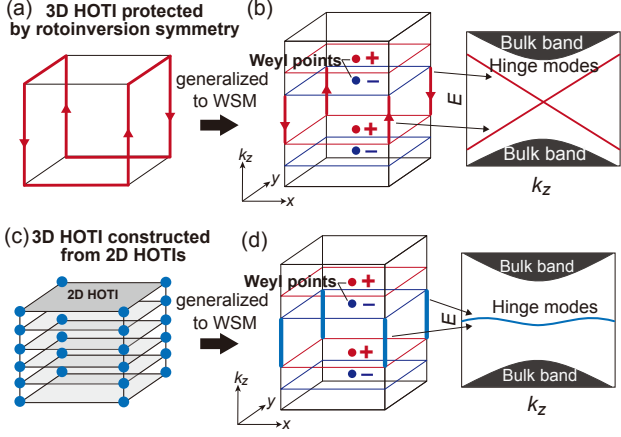 (a) 3D HOTI protected
by rotoinversion symmetry
generalized
to WSM
(b)
Weyl points
+
−
+
−
kz
y
x
E
Bulk band
Hinge modes
Bulk band
kz
(c) 3D HOTI constructed
from 2D HOTIs
2D HOTI
generalized
to WSM
(d)
Weyl points
+
−
+
−
kz
y
x
E
Bulk band
Hinge modes
Bulk band
kz